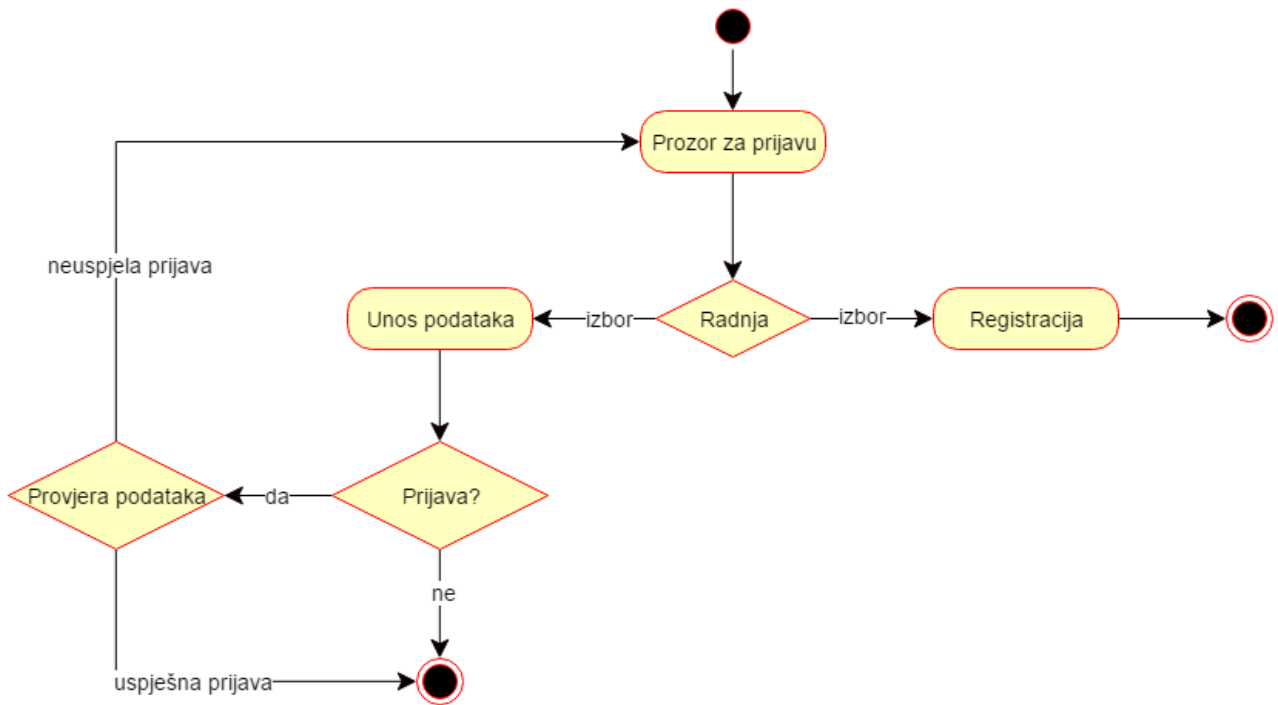 Prozor za prijavu
neuspjela prijava
Unos podataka
izbor
Radnja
izbor
Registracija
Provjera podataka
da
Prijava?
ne
uspješna prijava